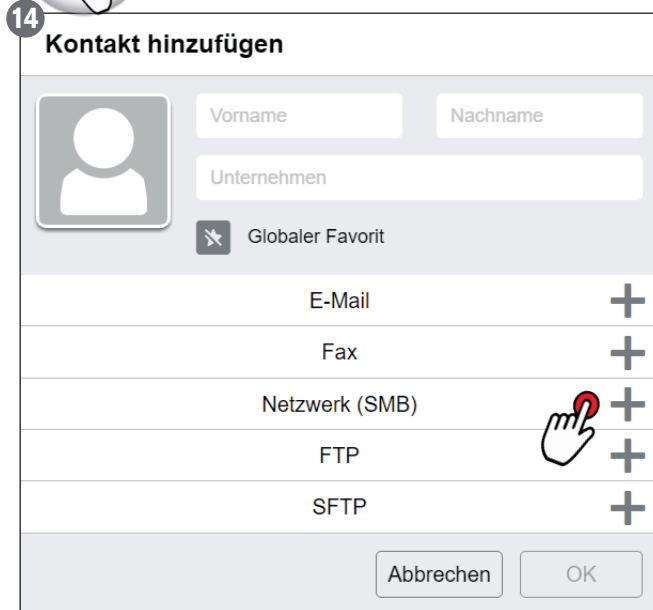 14
Kontakt hinzufügen
Vorname Nachname
Unternehmen
Globaler Favorit
E-Mail
Fax
Netzwerk (SMB)
FTP
SFTP
Abbrechen OK